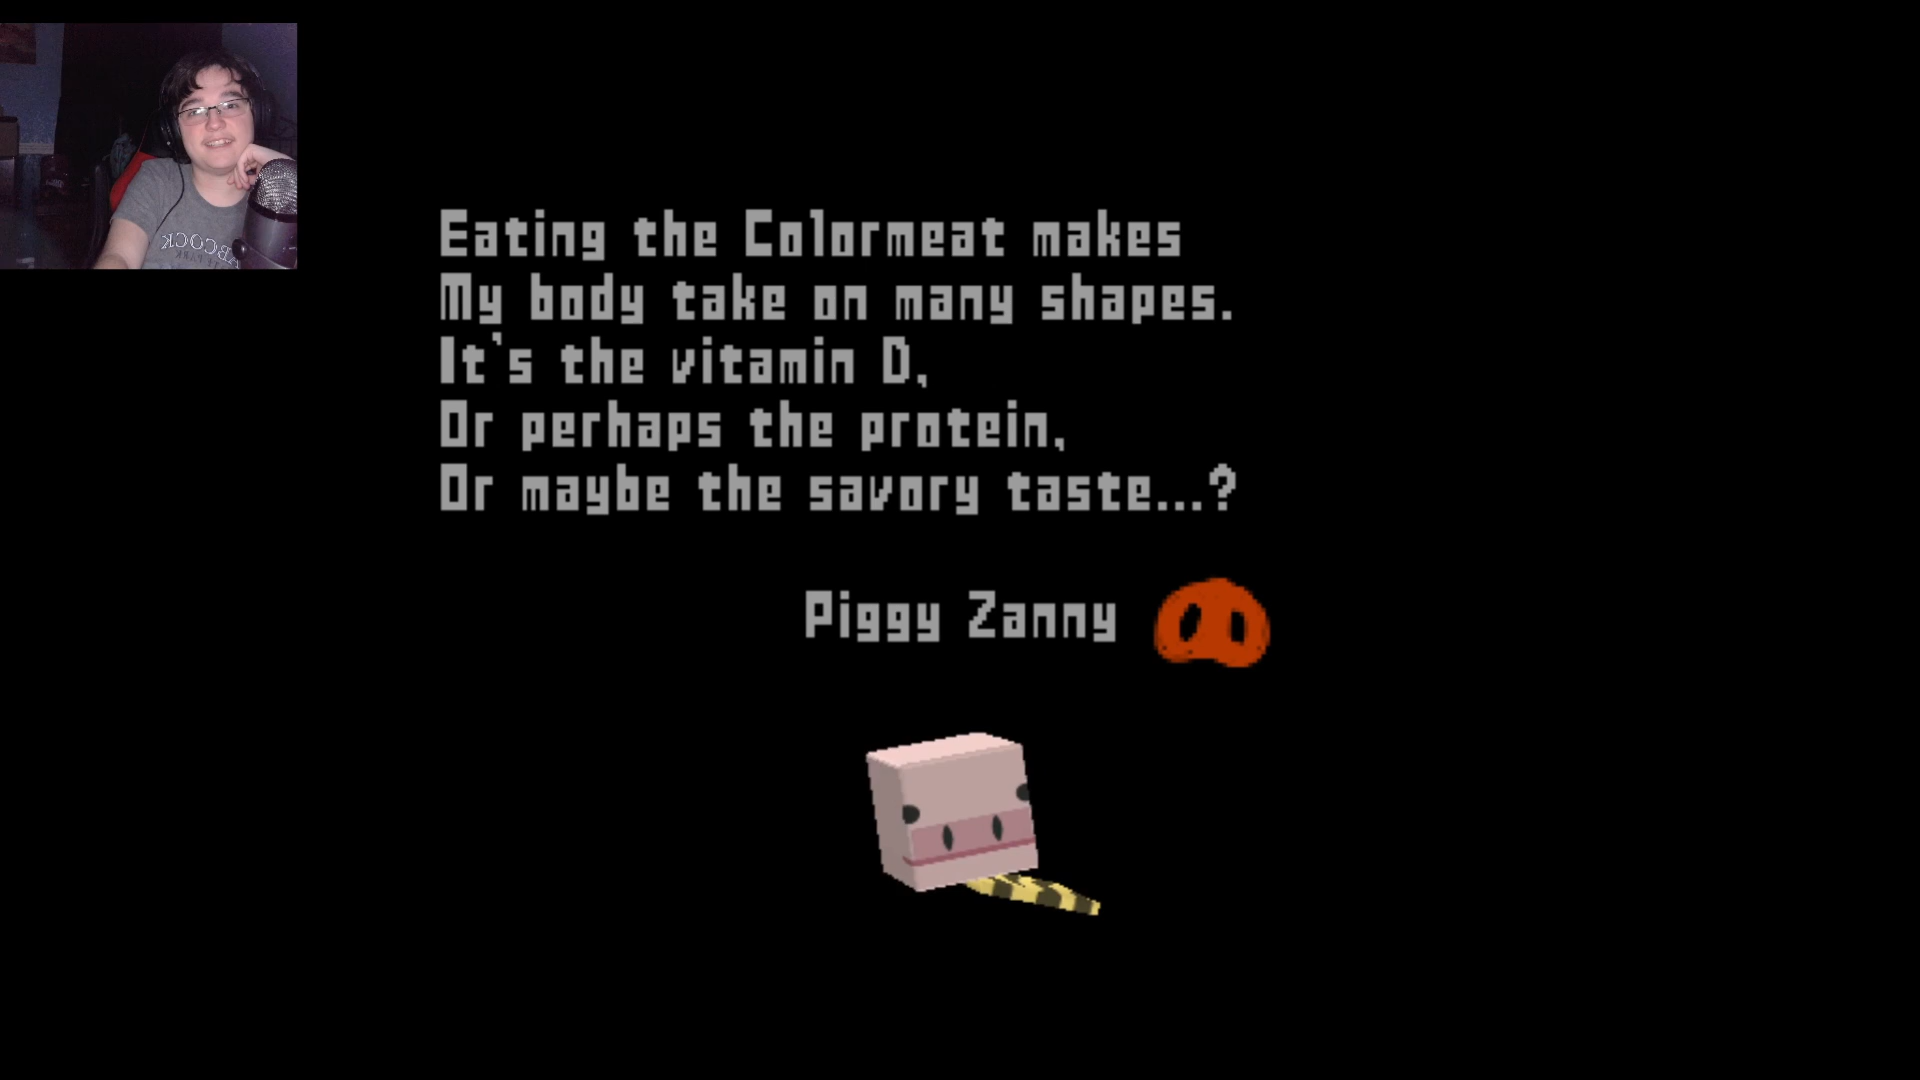 Eating the Colormeat makes
My body take on many shapes.
It's the vitamin D,
Or perhaps the protein,
Or maybe the savory taste...?
Piggy Zanny